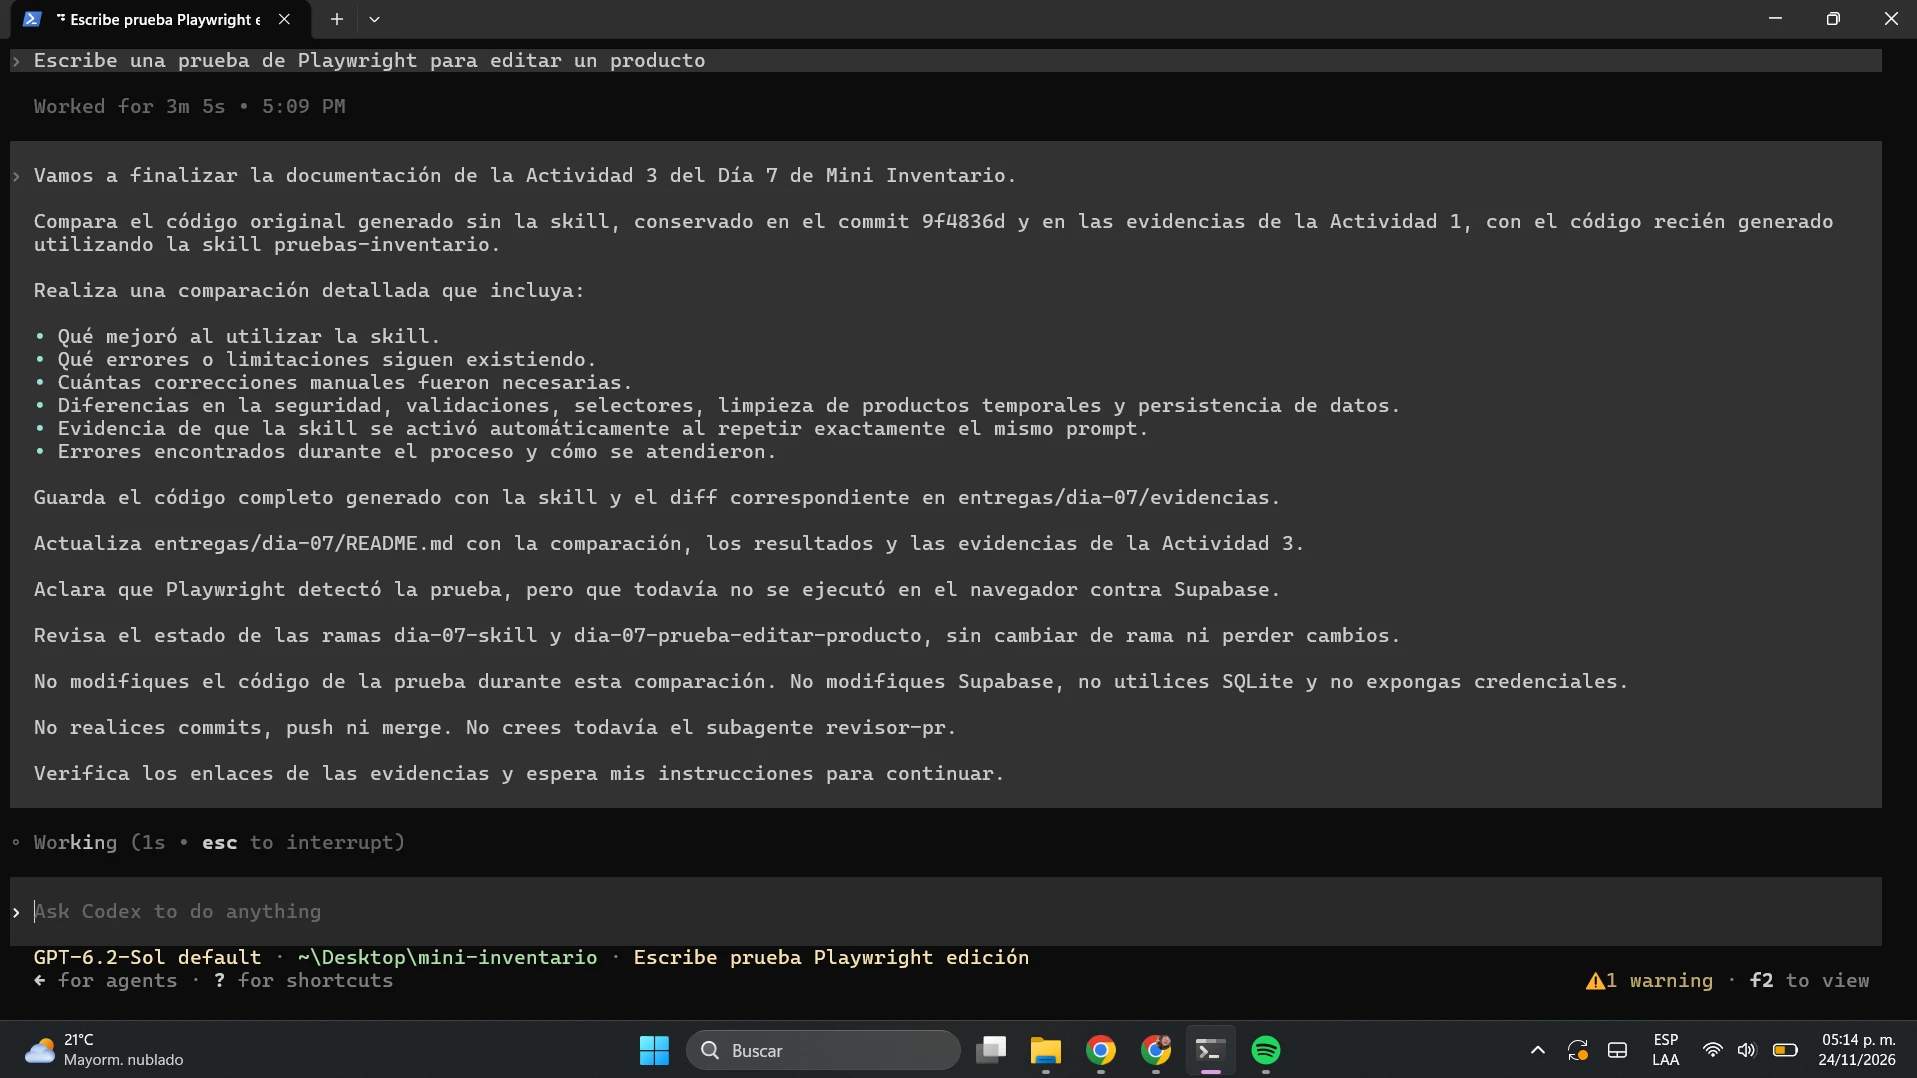 Escribe prueba Playwright e
› Escribe una prueba de Playwright para editar un producto
Worked for 3m 5s • 5:09 PM
› Vamos a finalizar la documentación de la Actividad 3 del Día 7 de Mini Inventario.
Compara el código original generado sin la skill, conservado en el commit 9f4836d y en las evidencias de la Actividad 1, con el código recién generado
utilizando la skill pruebas-inventario.
Realiza una comparación detallada que incluya:
• Qué mejoró al utilizar la skill.
• Qué errores o limitaciones siguen existiendo.
• Cuántas correcciones manuales fueron necesarias.
• Diferencias en la seguridad, validaciones, selectores, limpieza de productos temporales y persistencia de datos.
• Evidencia de que la skill se activó automáticamente al repetir exactamente el mismo prompt.
• Errores encontrados durante el proceso y cómo se atendieron.
Guarda el código completo generado con la skill y el diff correspondiente en entregas/dia-07/evidencias.
Actualiza entregas/dia-07/README.md con la comparación, los resultados y las evidencias de la Actividad 3.
Aclara que Playwright detectó la prueba, pero que todavía no se ejecutó en el navegador contra Supabase.
Revisa el estado de las ramas dia-07-skill y dia-07-prueba-editar-producto, sin cambiar de rama ni perder cambios.
No modifiques el código de la prueba durante esta comparación. No modifiques Supabase, no utilices SQLite y no expongas credenciales.
No realices commits, push ni merge. No crees todavía el subagente revisor-pr.
Verifica los enlaces de las evidencias y espera mis instrucciones para continuar.
◦ Working (1s • esc to interrupt)
› Ask Codex to do anything
GPT-6.2-Sol default · ~\Desktop\mini-inventario · Escribe prueba Playwright edición
← for agents · ? for shortcuts
⚠1 warning · f2 to view
21°C
Mayorm. nublado
Buscar
ESP
LAA
05:14 p. m.
24/11/2026